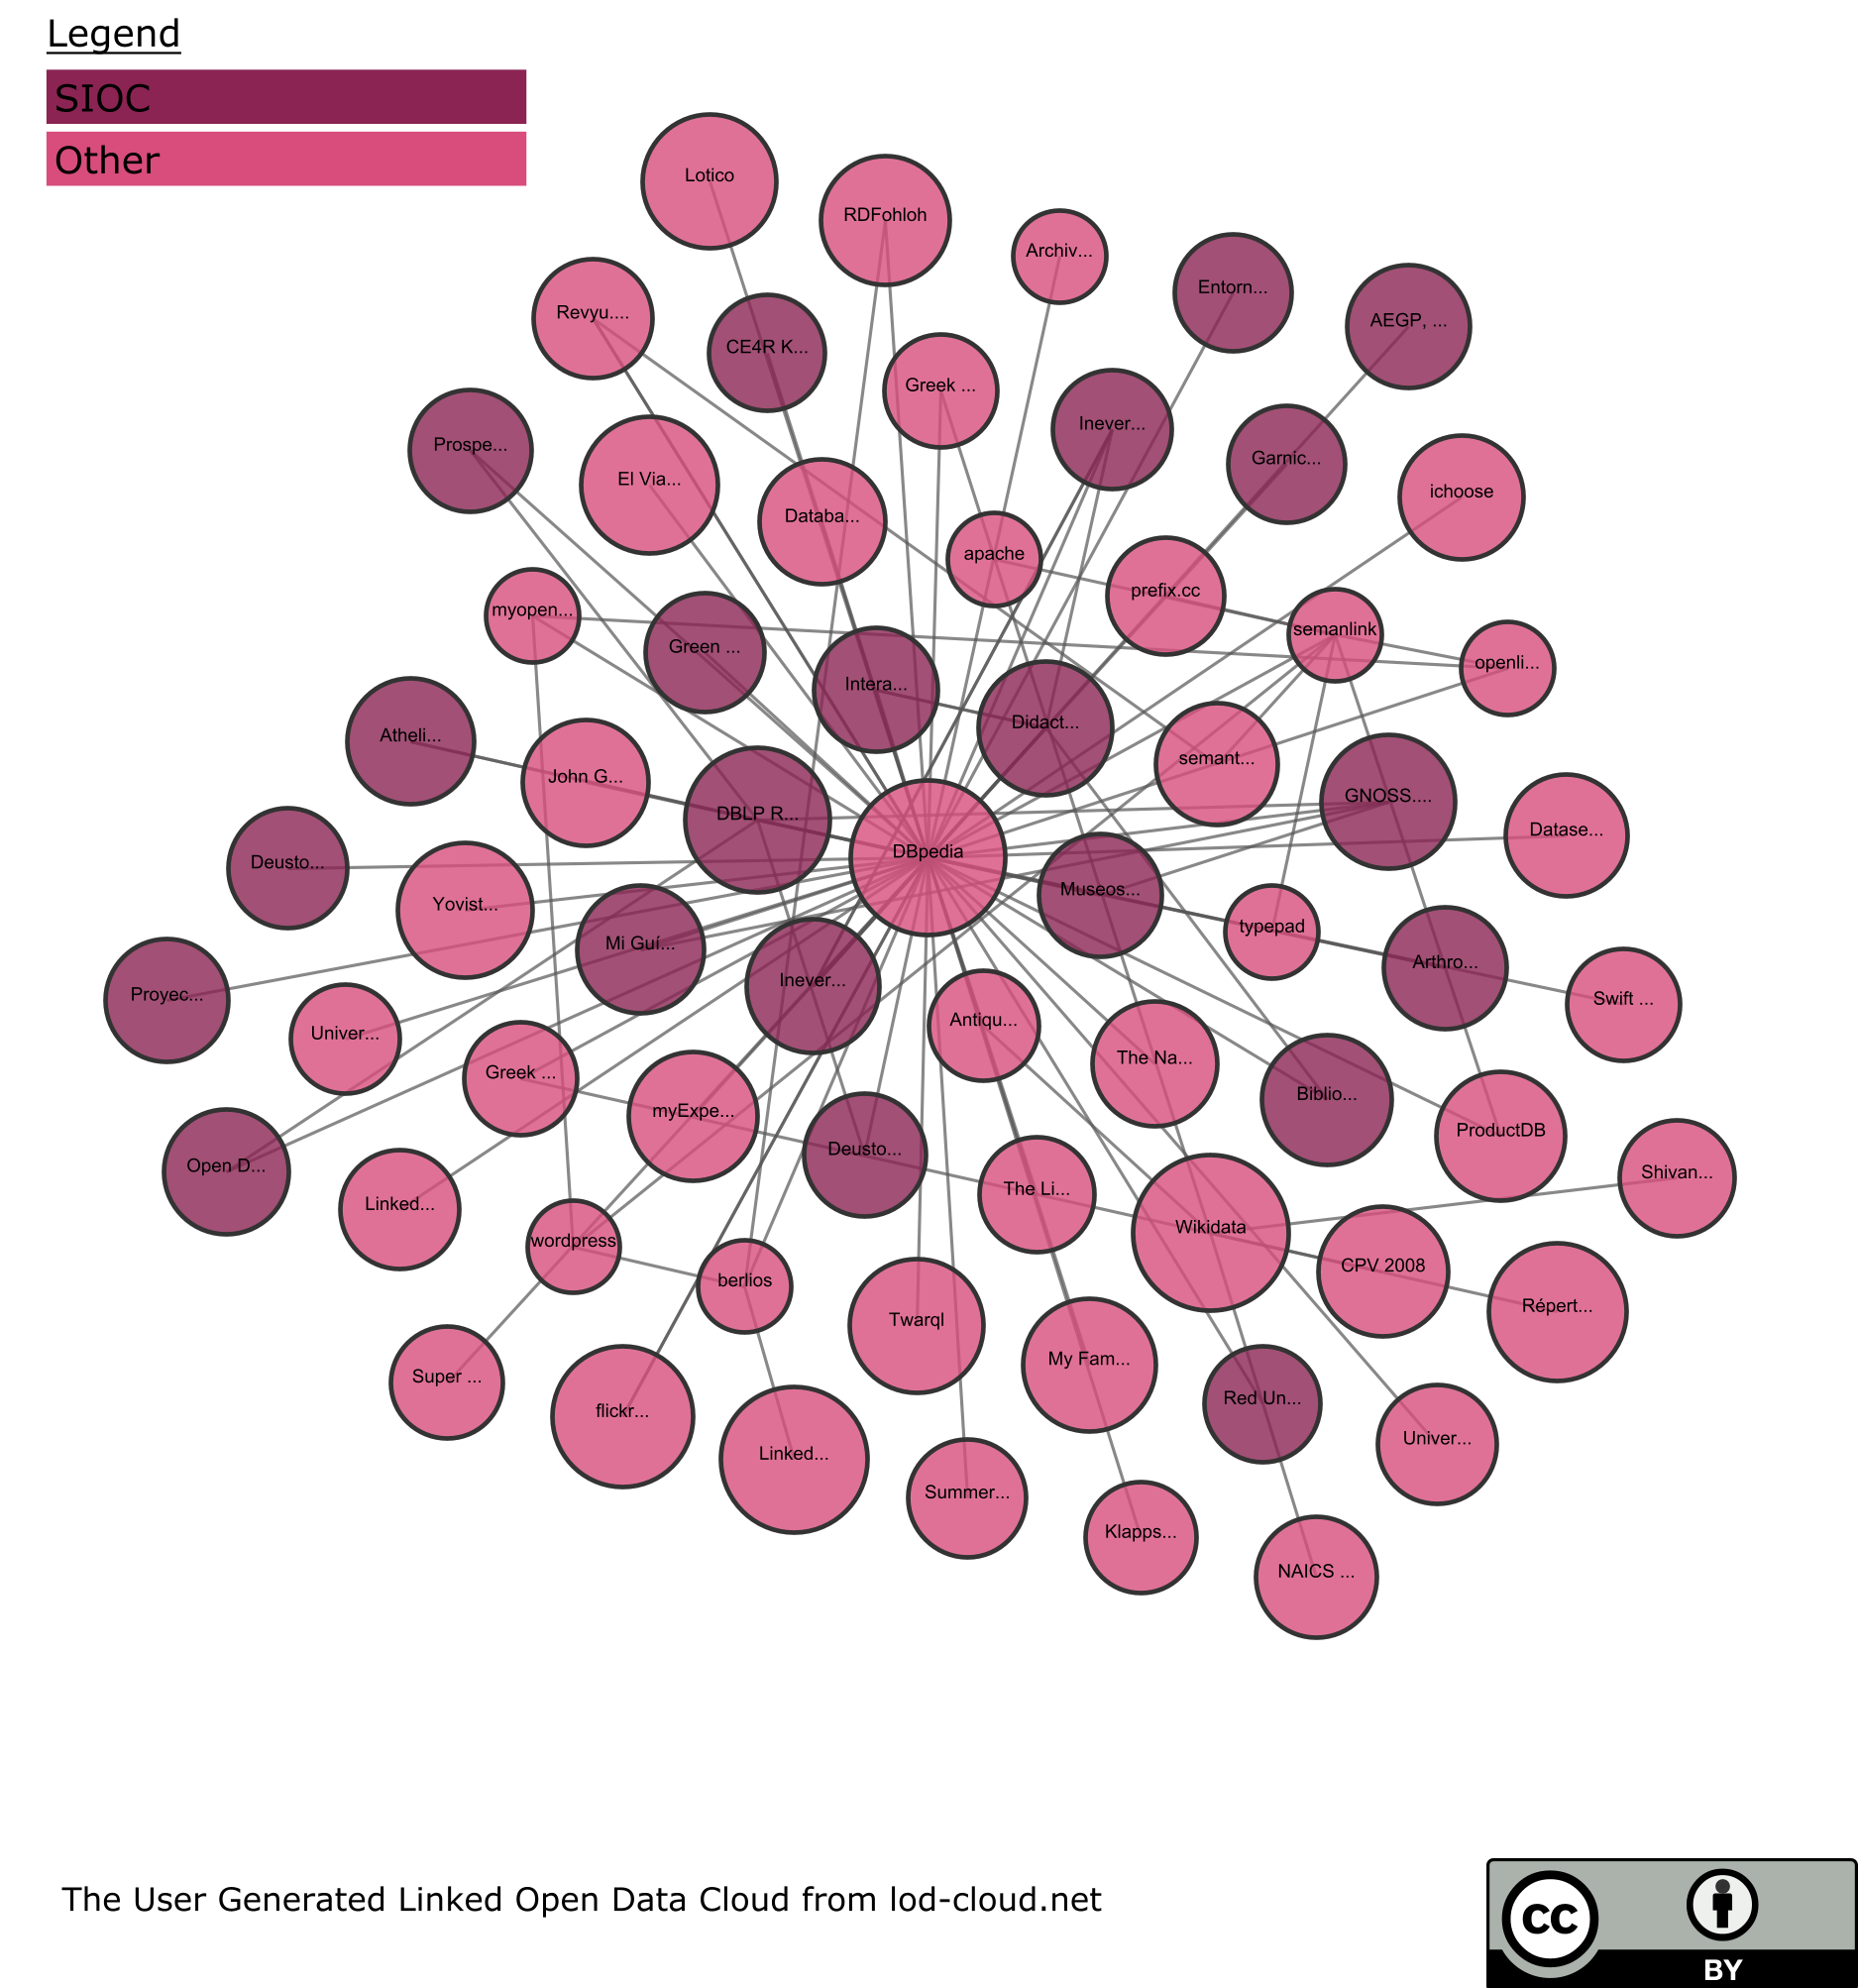 Legend
SIOC
Other
Lotico
RDFohloh
Archiv...
Entorn...
Revyu....
AEGP, ...
CE4R K...
Greek ...
Inever...
Prospe...
Garnic...
El Via...
ichoose
Databa...
apache
prefix.cc
myopen...
semanlink
Green ...
openli...
Intera...
Didact...
Atheli...
semant...
John G...
GNOSS....
DBLP R...
Datase...
DBpedia
Deusto...
Museos...
Yovist...
typepad
Mi Guí...
Arthro...
Inever...
Proyec...
Swift ...
Antiqu...
Univer...
The Na...
Greek ...
Biblio...
myExpe...
ProductDB
Deusto...
Open D...
Shivan...
The Li...
Linked...
Wikidata
wordpress
CPV 2008
berlios
Répert...
Twarql
My Fam...
Super ...
Red Un...
flickr...
Univer...
Linked...
Summer...
Klapps...
NAICS ...
The User Generated Linked Open Data Cloud from lod-cloud.net
cc
BY